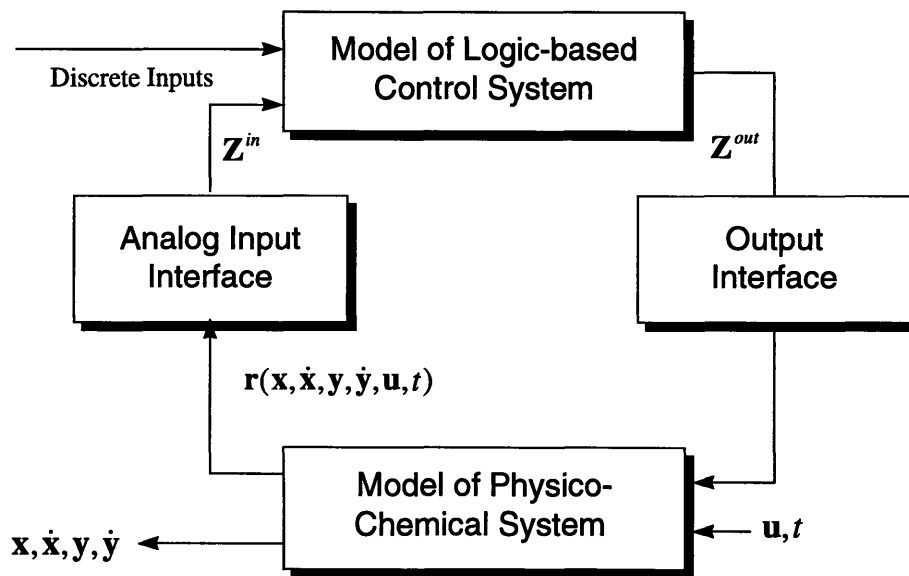 Model of Logic-based
Control System
Discrete Inputs
Z^{in}
Z^{out}
Analog Input
Interface
Output
Interface
r(x, ẋ, y, ẏ, u, t)
Model of Physico-
Chemical System
x, ẋ, y, ẏ
u, t